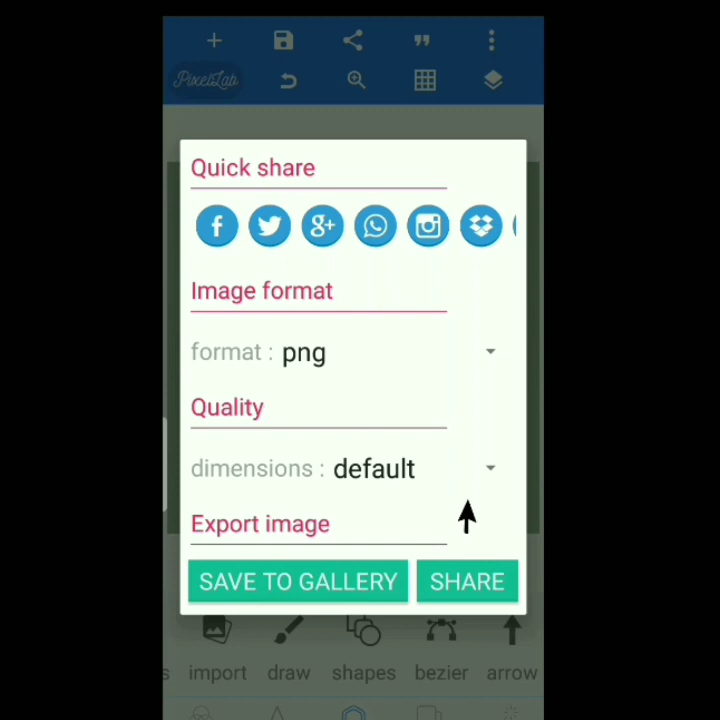 PixelLab
Quick share
Image format
format : png
Quality
dimensions : default
Export image
SAVE TO GALLERY SHARE
s import draw shapes bezier arrow